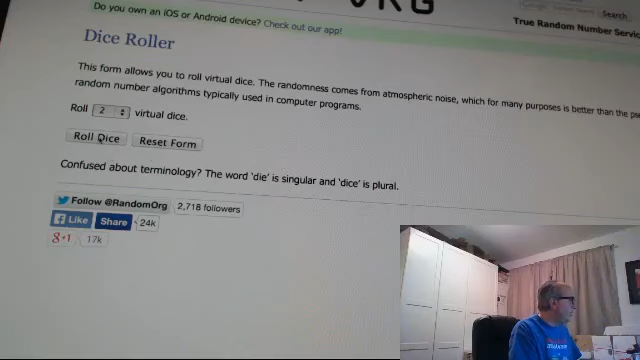 Do you own an iOS or Android device? Check out our app!
Search
True Random Number Servic
Dice Roller
This form allows you to roll virtual dice. The randomness comes from atmospheric noise, which for many purposes is better than the pse
random number algorithms typically used in computer programs.
Roll 2 virtual dice.
Roll Dice Reset Form
Confused about terminology? The word 'die' is singular and 'dice' is plural.
Follow @RandomOrg 2,718 followers
Like Share 24k
g+1 17k